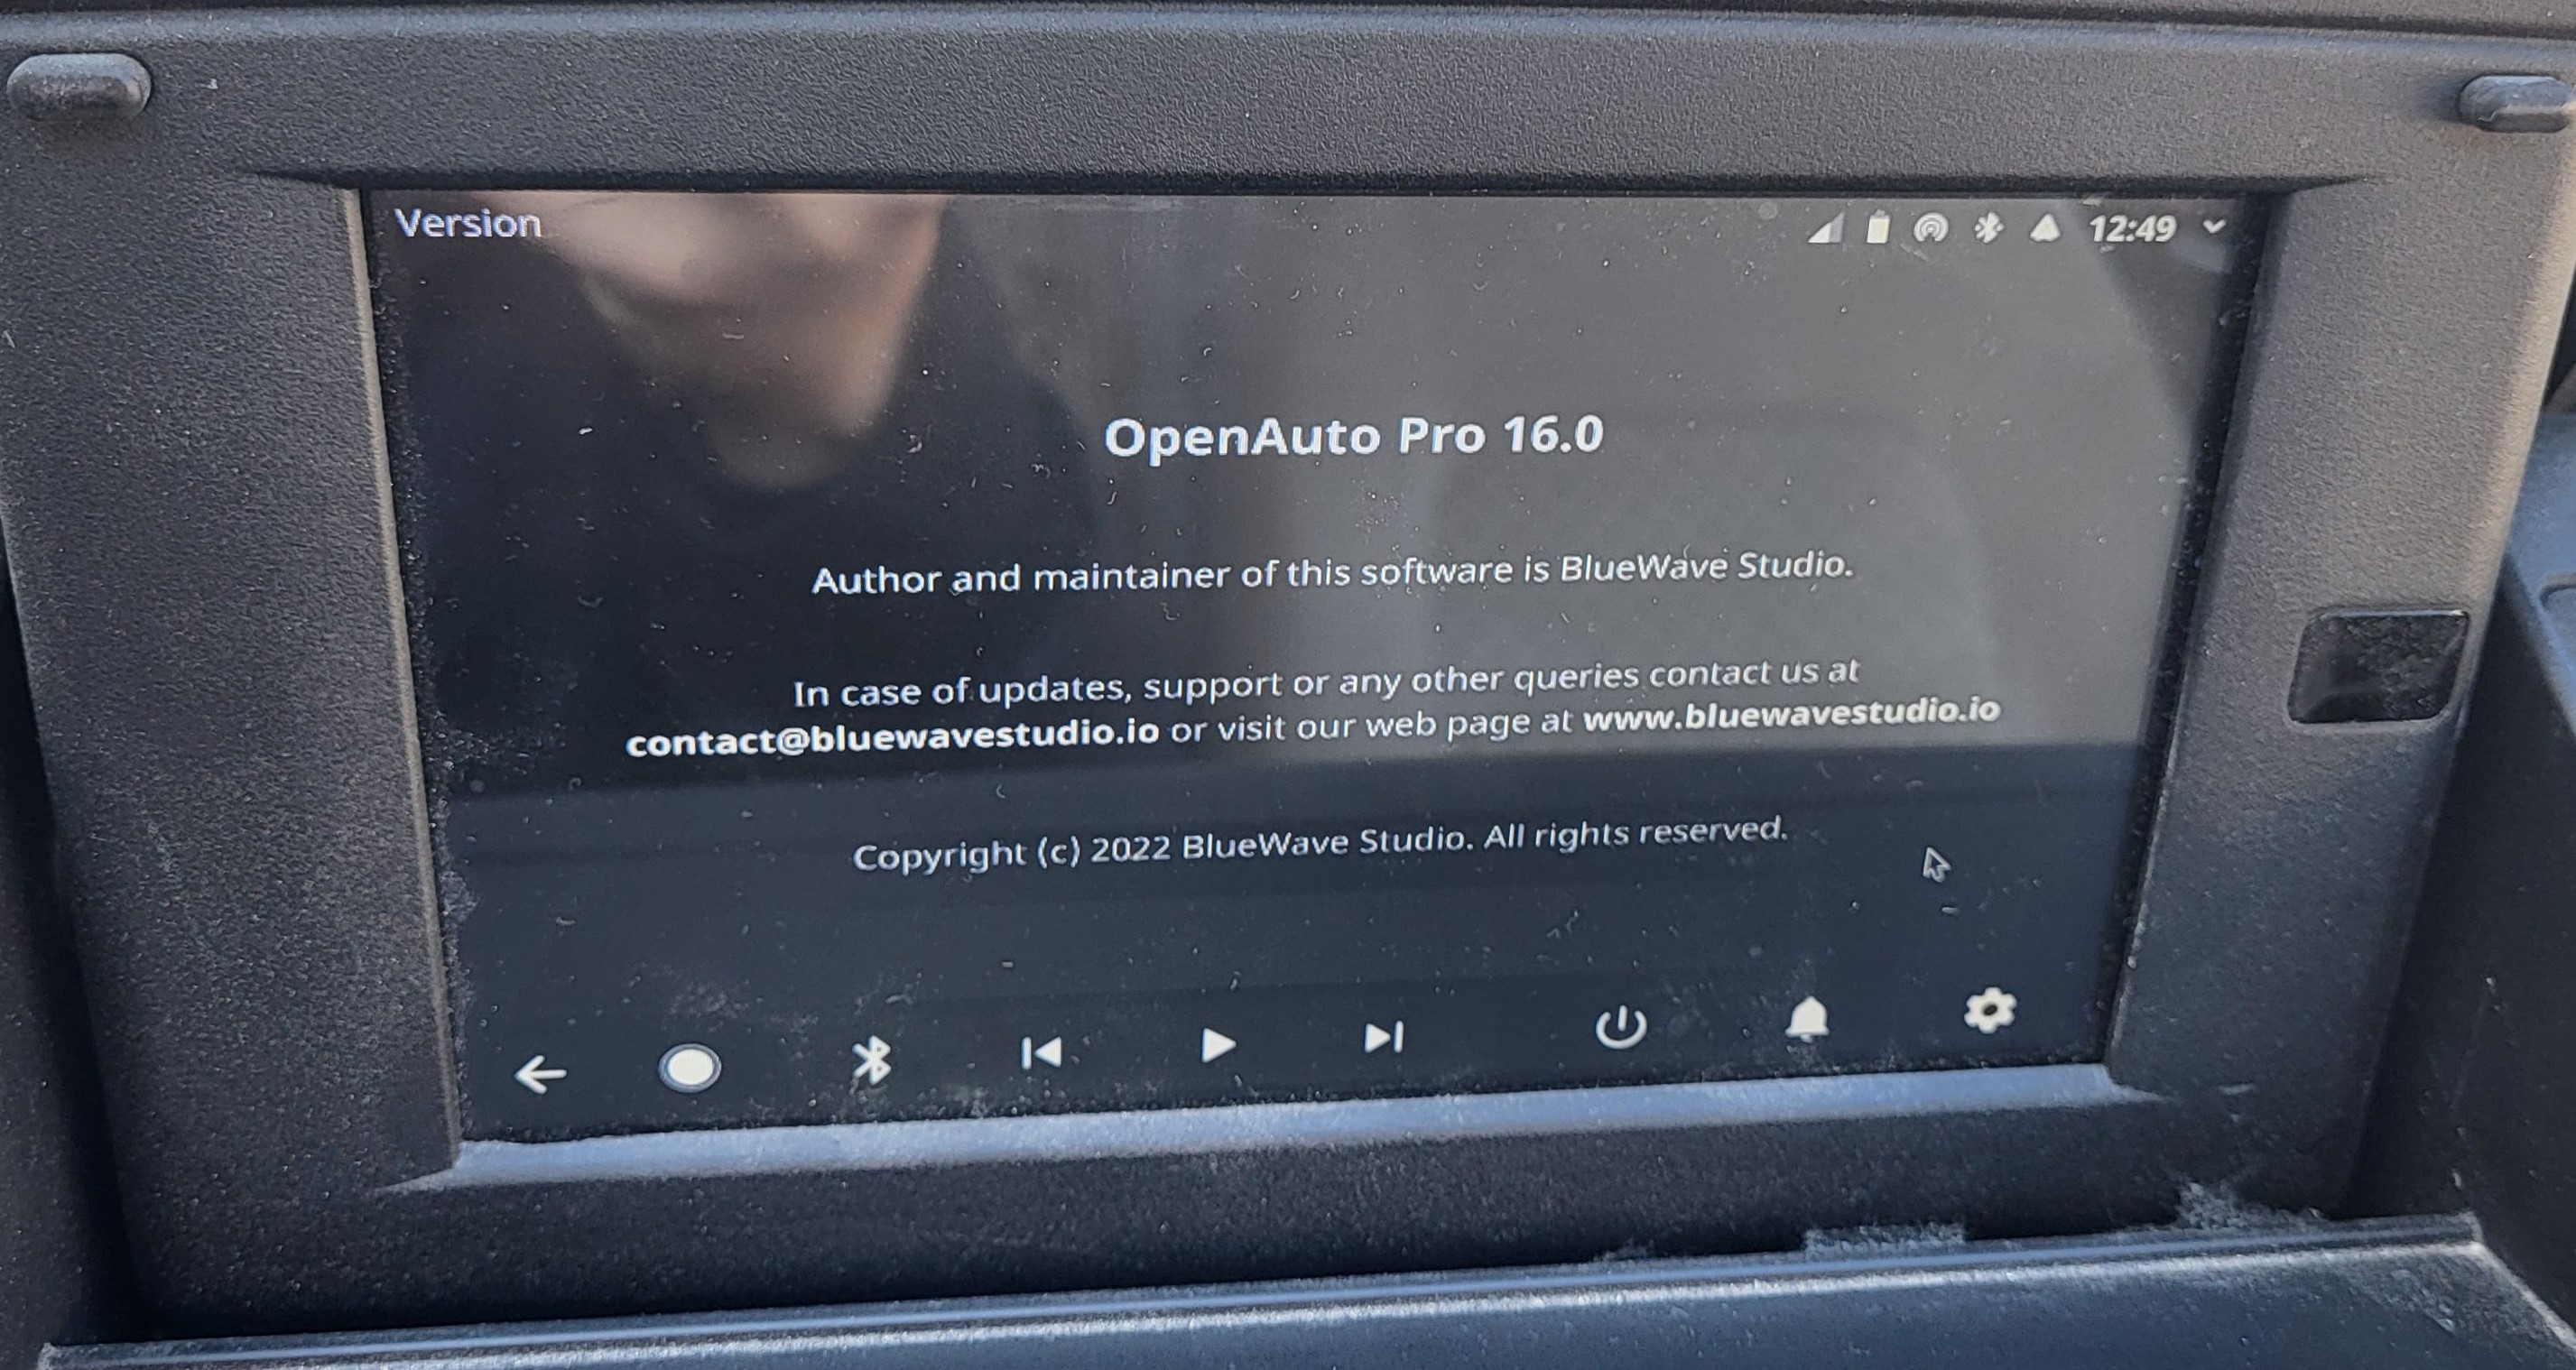 Version
12:49
OpenAuto Pro 16.0
Author and maintainer of this software is BlueWave Studio.
In case of updates, support or any other queries contact us at
contact@bluewavestudio.io or visit our web page at www.bluewavestudio.io
Copyright (c) 2022 BlueWave Studio. All rights reserved.